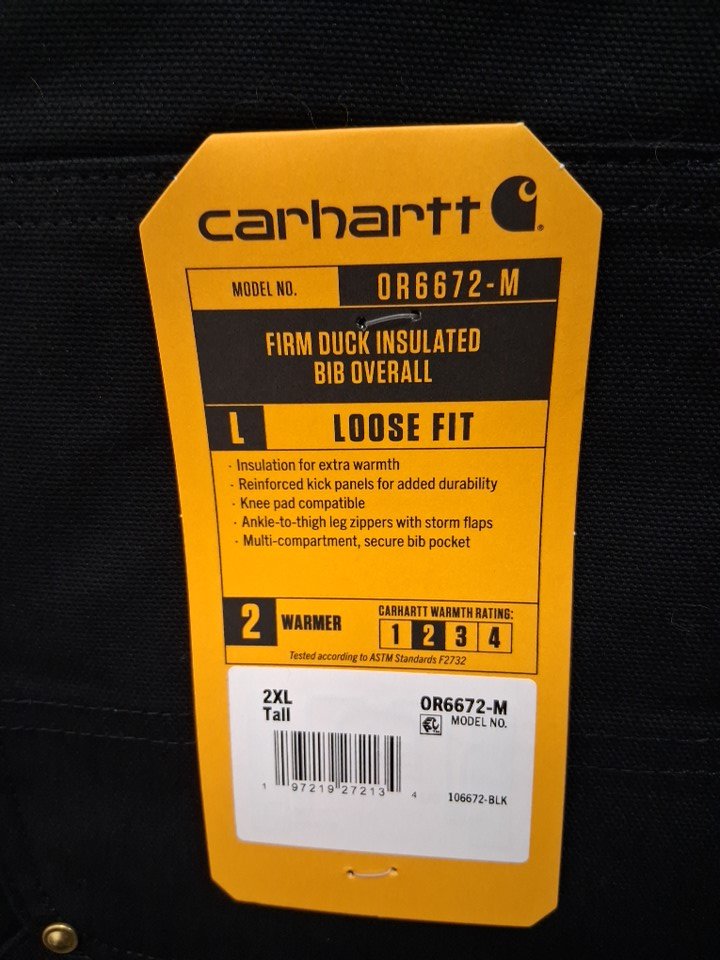 carhartt
MODEL NO. OR6672-M
FIRM DUCK INSULATED
BIB OVERALL
L LOOSE FIT
· Insulation for extra warmth
· Reinforced kick panels for added durability
· Knee pad compatible
· Ankle-to-thigh leg zippers with storm flaps
· Multi-compartment, secure bib pocket
2 WARMER
CARHARTT WARMTH RATING:
1 2 3 4
Tested according to ASTM Standards F2732
2XL
Tall
OR6672-M
MODEL NO.
1 97219 27213 4
106672-BLK